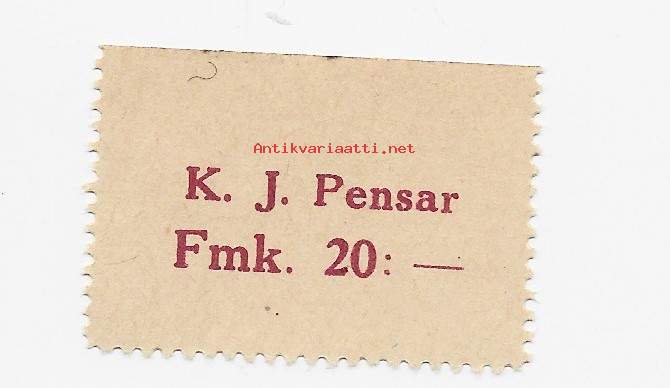 Antikvariaatti.net
K. J. Pensar
Fmk. 20: —